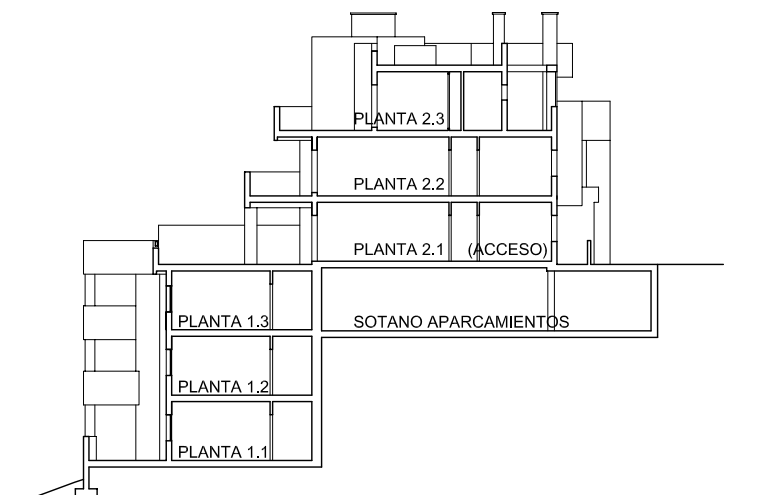 PLANTA 2.3
PLANTA 2.2
PLANTA 2.1 (ACCESO)
PLANTA 1.3 SOTANO APARCAMIENTOS
PLANTA 1.2
PLANTA 1.1